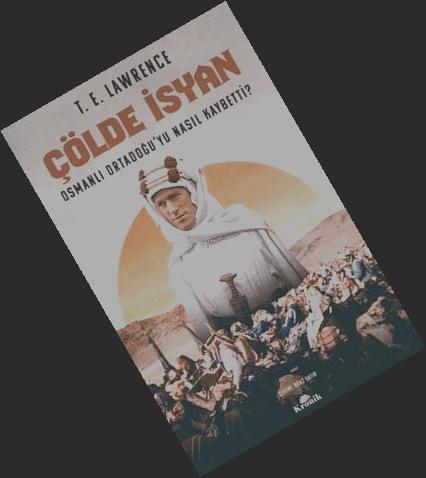 T. E. LAWRENCE
ÇÖLDE İSYAN
OSMANLI ORTADOĞU'YU NASIL KAYBETTİ?
Kronik